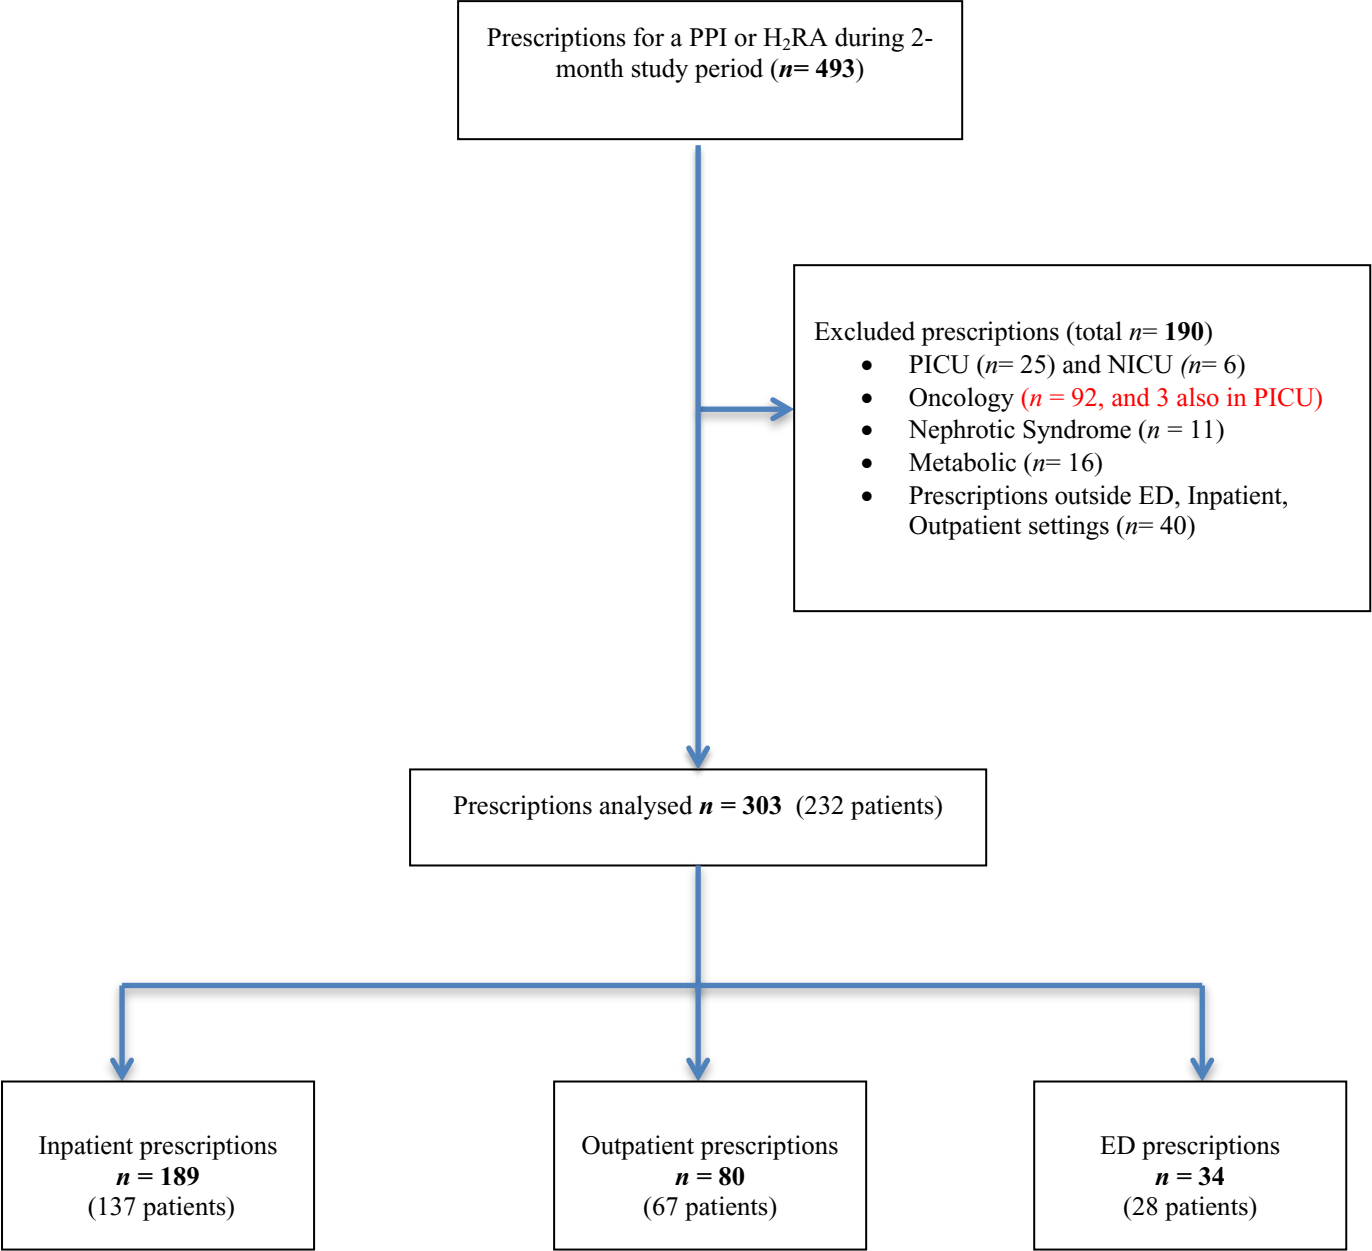 Prescriptions for a PPI or H₂RA during 2-
month study period (n= 493)
Excluded prescriptions (total n= 190)
• PICU (n= 25) and NICU (n= 6)
• Oncology (n = 92, and 3 also in PICU)
• Nephrotic Syndrome (n = 11)
• Metabolic (n= 16)
• Prescriptions outside ED, Inpatient,
Outpatient settings (n= 40)
Prescriptions analysed n = 303 (232 patients)
Inpatient prescriptions
n = 189
(137 patients)
Outpatient prescriptions
n = 80
(67 patients)
ED prescriptions
n = 34
(28 patients)